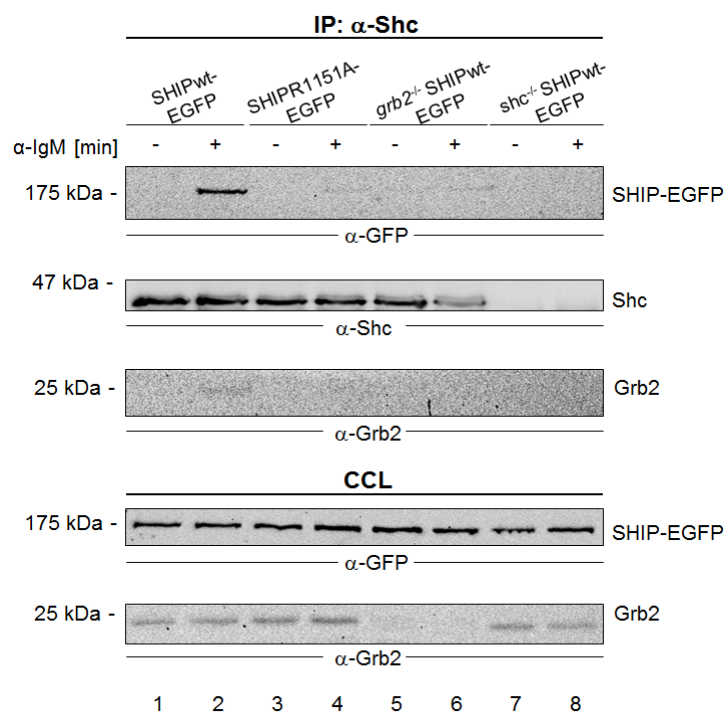 IP: α-Shc
SHIPwt-
EGFP
SHIPR1151A-
EGFP
grb2-/- SHIPwt-
EGFP
shc-/- SHIPwt-
EGFP
α-IgM [min] - + - + - + - +
175 kDa - SHIP-EGFP
α-GFP
47 kDa - Shc
α-Shc
25 kDa - Grb2
α-Grb2
CCL
175 kDa - SHIP-EGFP
α-GFP
25 kDa - Grb2
α-Grb2
1 2 3 4 5 6 7 8